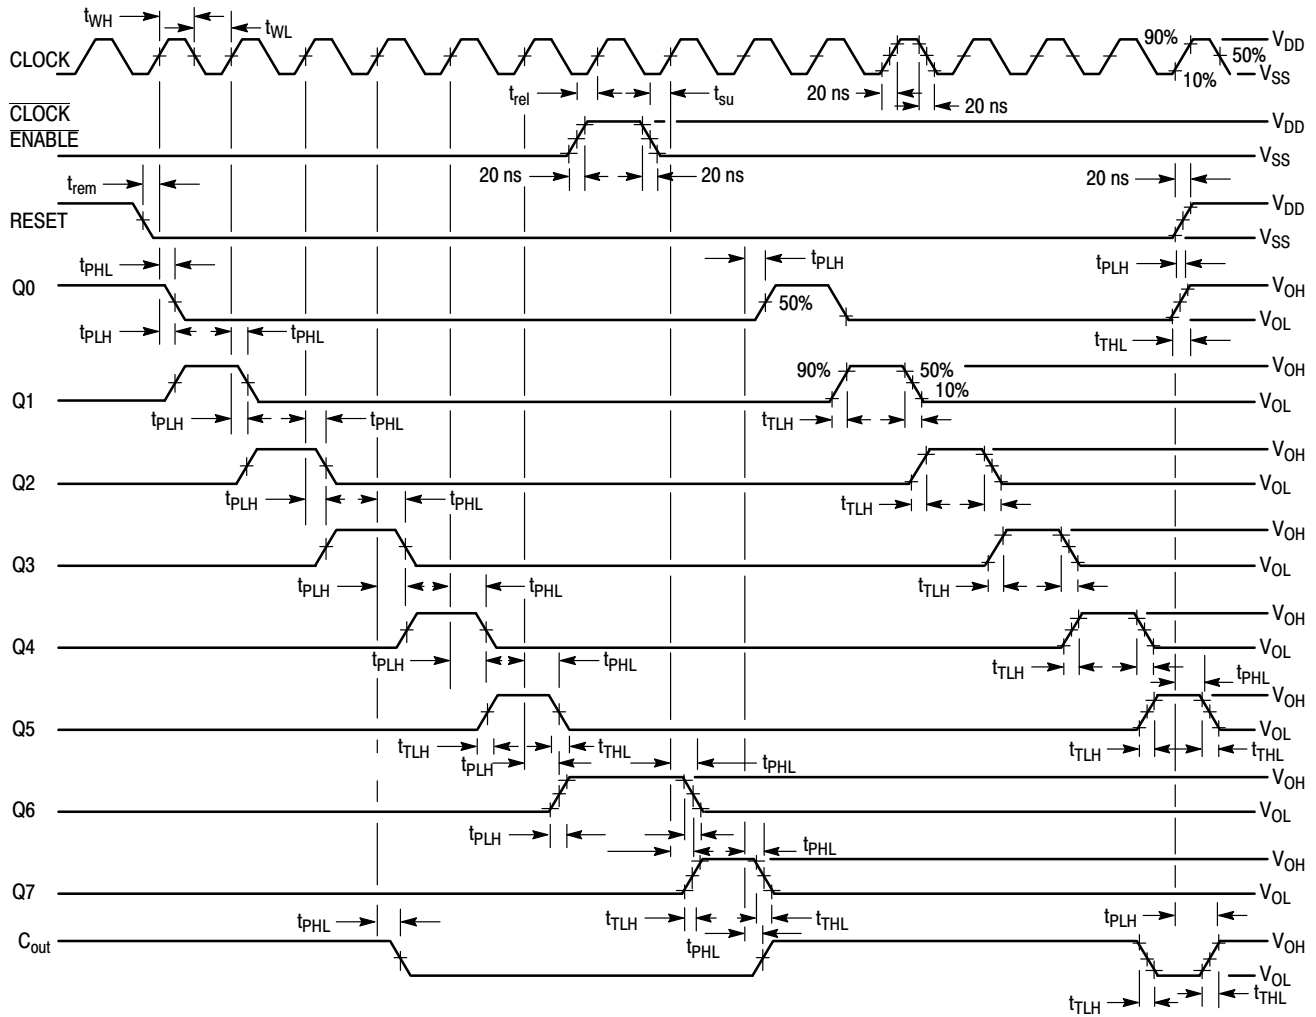 tWH
tWL
CLOCK
90%
VDD
50%
VSS
10%
trel
tsu
20 ns
20 ns
CLOCK
ENABLE
VDD
VSS
20 ns
20 ns
trem
20 ns
RESET
VDD
VSS
tPHL
tPLH
tPLH
Q0
50%
VOH
VOL
tPLH
tPHL
tTHL
90%
50%
10%
VOH
Q1
VOL
tPLH
tPHL
tTLH
VOH
Q2
VOL
tPLH
tPHL
tTLH
VOH
Q3
VOL
tPLH
tPHL
tTLH
VOH
Q4
VOL
tPLH
tPHL
tTLH
tPHL
VOH
Q5
VOL
tTLH
tTHL
tPLH
tPHL
tTLH
tTHL
VOH
Q6
VOL
tPLH
tPHL
VOH
Q7
VOL
tPHL
tTLH
tTHL
tPLH
tPHL
Cout
VOH
VOL
tTLH
tTHL